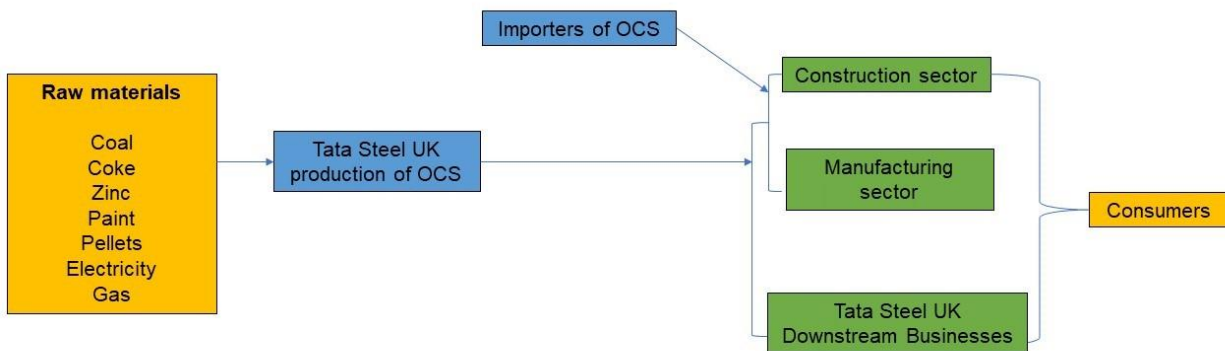 Importers of OCS
Construction sector
Raw materials
Coal
Coke
Zinc
Paint
Pellets
Electricity
Gas
Tata Steel UK
production of OCS
Manufacturing
sector
Consumers
Tata Steel UK
Downstream Businesses